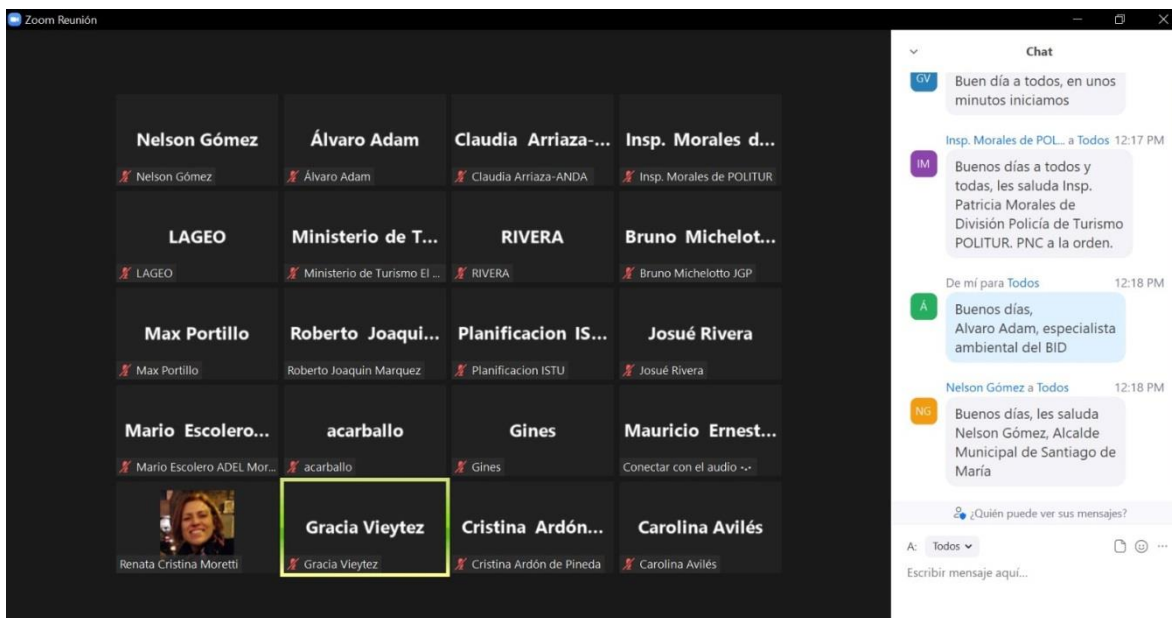 Zoom Reunión
Nelson Gómez
Nelson Gómez
Álvaro Adam
Álvaro Adam
Claudia Arriaza-...
Claudia Arriaza-ANDA
Insp. Morales d...
Insp. Morales de POLITUR
LAGEO
LAGEO
Ministerio de T...
Ministerio de Turismo El ...
RIVERA
RIVERA
Bruno Michelot...
Bruno Michelotto JGP
Max Portillo
Max Portillo
Roberto Joaqui...
Roberto Joaquin Marquez
Planificacion IS...
Planificacion ISTU
Josué Rivera
Josué Rivera
Mario Escolero...
Mario Escolero ADEL Mor...
acarballo
acarballo
Gines
Gines
Mauricio Ernest...
Conectar con el audio
Renata Cristina Moretti
Gracia Vieytez
Gracia Vieytez
Cristina Ardón...
Cristina Ardón de Pineda
Carolina Avilés
Carolina Avilés
Chat
GV
Buen día a todos, en unos
minutos iniciamos
Insp. Morales de POL... a Todos 12:17 PM
IM
Buenos días a todos y
todas, les saluda Insp.
Patricia Morales de
División Policía de Turismo
POLITUR. PNC a la orden.
De mí para Todos 12:18 PM
Á
Buenos días,
Alvaro Adam, especialista
ambiental del BID
Nelson Gómez a Todos 12:18 PM
NG
Buenos días, les saluda
Nelson Gómez, Alcalde
Municipal de Santiago de
María
¿Quién puede ver sus mensajes?
A: Todos
Escribir mensaje aquí...